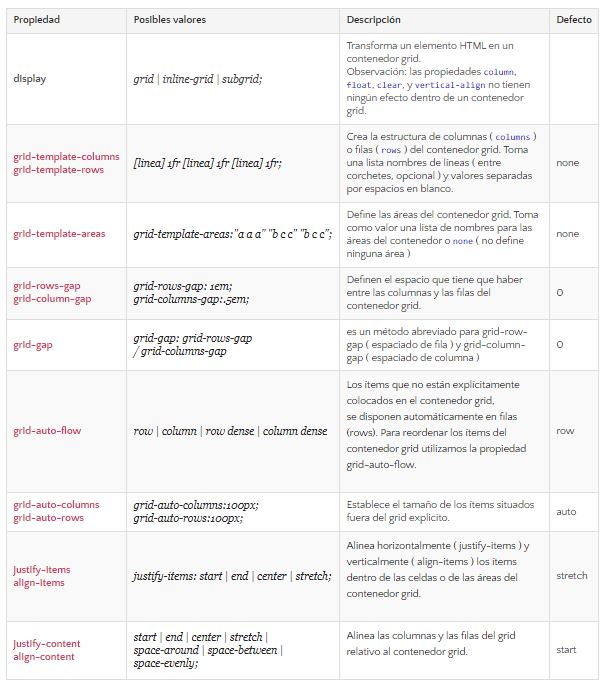 Propiedad Posibles valores Descripción Defecto
display
grid | inline-grid | subgrid;
Transforma un elemento HTML en un
contenedor grid.
Observación: las propiedades column,
float, clear, y vertical-align no tienen
ningún efecto dentro de un contenedor
grid.
grid-template-columns
grid-template-rows
[linea] 1fr [linea] 1fr [linea] 1fr;
Crea la estructura de columnas ( columns )
o filas ( rows ) del contenedor grid. Toma
una lista nombres de líneas ( entre
corchetes, opcional ) y valores separadas
por espacios en blanco.
none
grid-template-areas
grid-template-areas:"a a a" "b c c" "b c c";
Define las áreas del contenedor grid. Toma
como valor una lista de nombres para las
áreas del contenedor o none ( no define
ninguna área )
none
grid-rows-gap
grid-column-gap
grid-rows-gap: 1em;
grid-columns-gap:.5em;
Definen el espacio que tiene que haber
entre las columnas y las filas del
contenedor grid.
0
grid-gap
grid-gap: grid-rows-gap
/ grid-columns-gap
es un método abreviado para grid-row-
gap ( espaciado de fila ) y grid-column-
gap ( espaciado de columna )
0
grid-auto-flow
row | column | row dense | column dense
Los ítems que no están explícitamente
colocados en el contenedor grid,
se disponen automáticamente en filas
(rows). Para reordenar los ítems del
contenedor grid utilizamos la propiedad
grid-auto-flow.
row
grid-auto-columns
grid-auto-rows
grid-auto-columns:100px;
grid-auto-rows:100px;
Establece el tamaño de los ítems situados
fuera del grid explicito.
auto
justify-items
align-items
justify-items: start | end | center | stretch;
Alinea horizontalmente ( justify-items ) y
verticalmente ( align-items ) los ítems
dentro de las celdas o de las áreas del
contenedor grid.
stretch
justify-content
align-content
start | end | center | stretch |
space-around | space-between |
space-evenly;
Alinea las columnas y las filas del grid
relativo al contenedor grid.
start